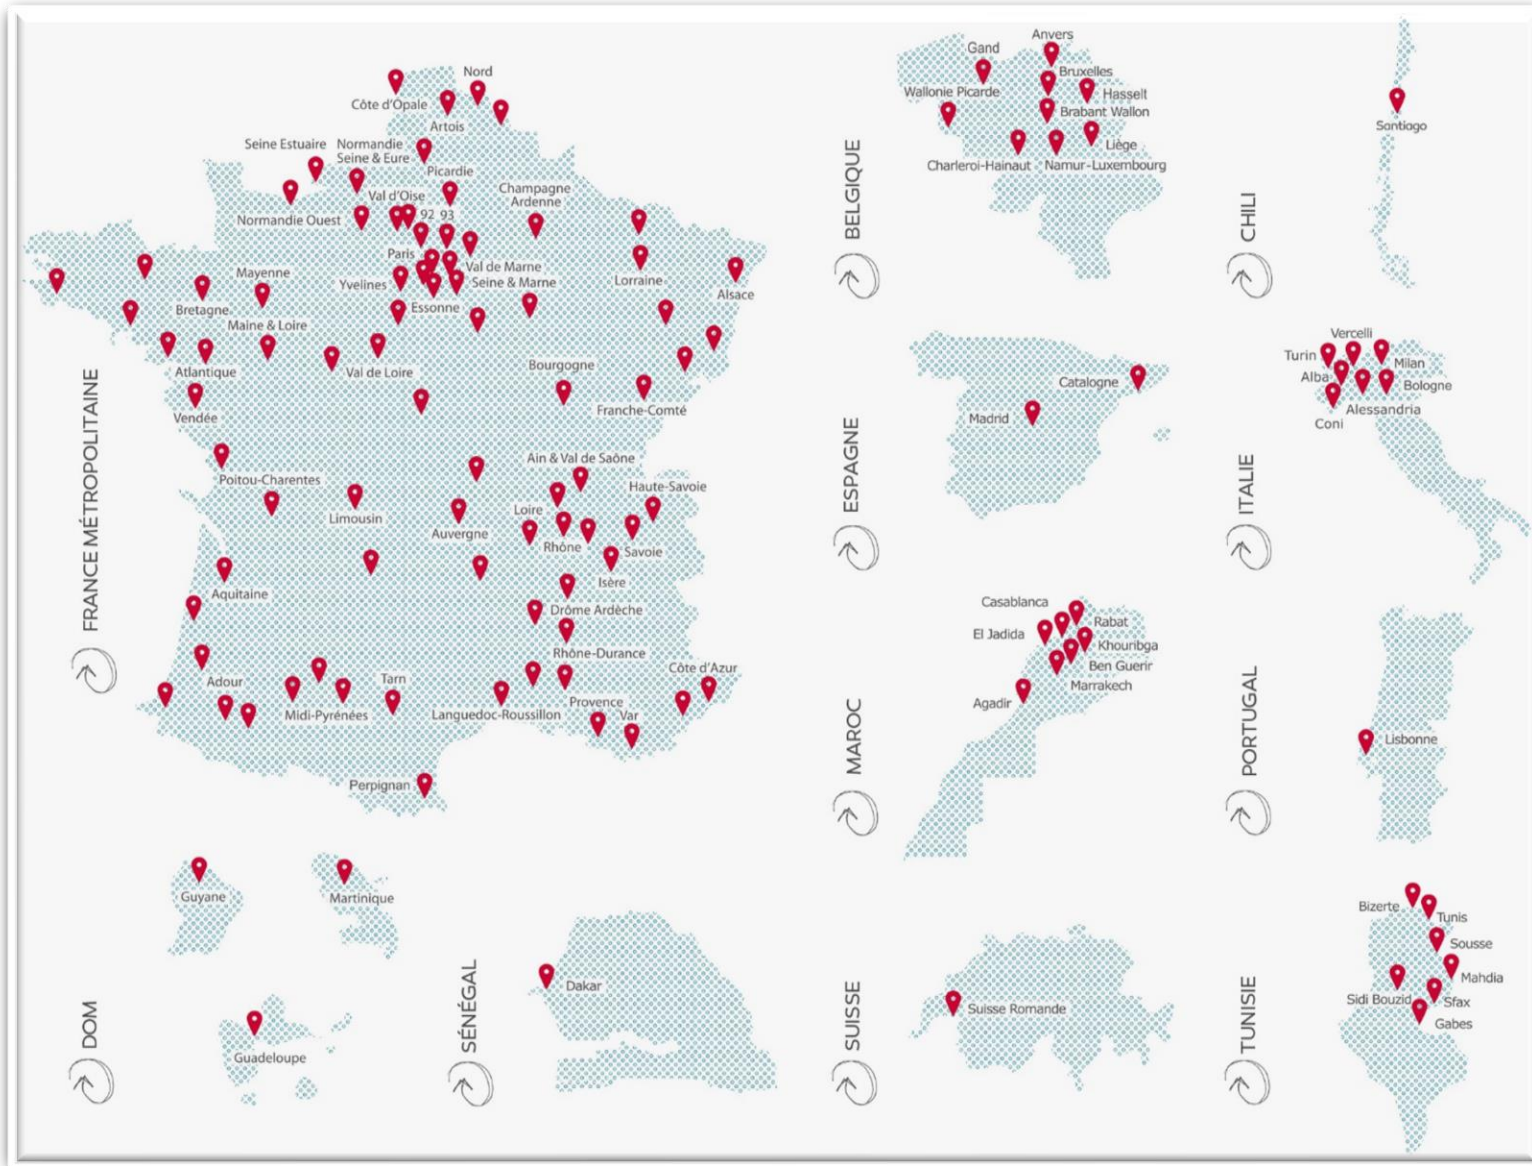 FRANCE MÉTROPOLITAINE
Nord
Côte d'Opale
Artois
Seine Estuaire
Normandie
Seine & Eure
Picardie
Val d'Oise
Champagne
Ardenne
Normandie Ouest
92 93
Paris
Val de Marne
Lorraine
Mayenne
Yvelines
Seine & Marne
Alsace
Bretagne
Essonne
Maine & Loire
Atlantique
Val de Loire
Bourgogne
Vendée
Franche-Comté
Poitou-Charentes
Ain & Val de Saône
Haute-Savoie
Limousin
Loire
Auvergne
Rhône
Savoie
Isère
Aquitaine
Drôme Ardèche
Rhône-Durance
Côte d'Azur
Adour
Tarn
Midi-Pyrénées
Languedoc-Roussillon
Provence
Var
Perpignan
DOM
Guyane
Martinique
Guadeloupe
SÉNÉGAL
Dakar
BELGIQUE
Anvers
Gand
Bruxelles
Wallonie Picarde
Hasselt
Brabant Wallon
Liège
Charleroi-Hainaut
Namur-Luxembourg
CHILI
Santiago
ESPAGNE
Catalogne
Madrid
ITALIE
Vercelli
Turin
Milan
Alba
Bologne
Alessandria
Coni
MAROC
Casablanca
Rabat
El Jadida
Khouribga
Ben Guerir
Marrakech
Agadir
PORTUGAL
Lisbonne
SUISSE
Suisse Romande
TUNISIE
Bizerte
Tunis
Sousse
Mahdia
Sidi Bouzid
Sfax
Gabes